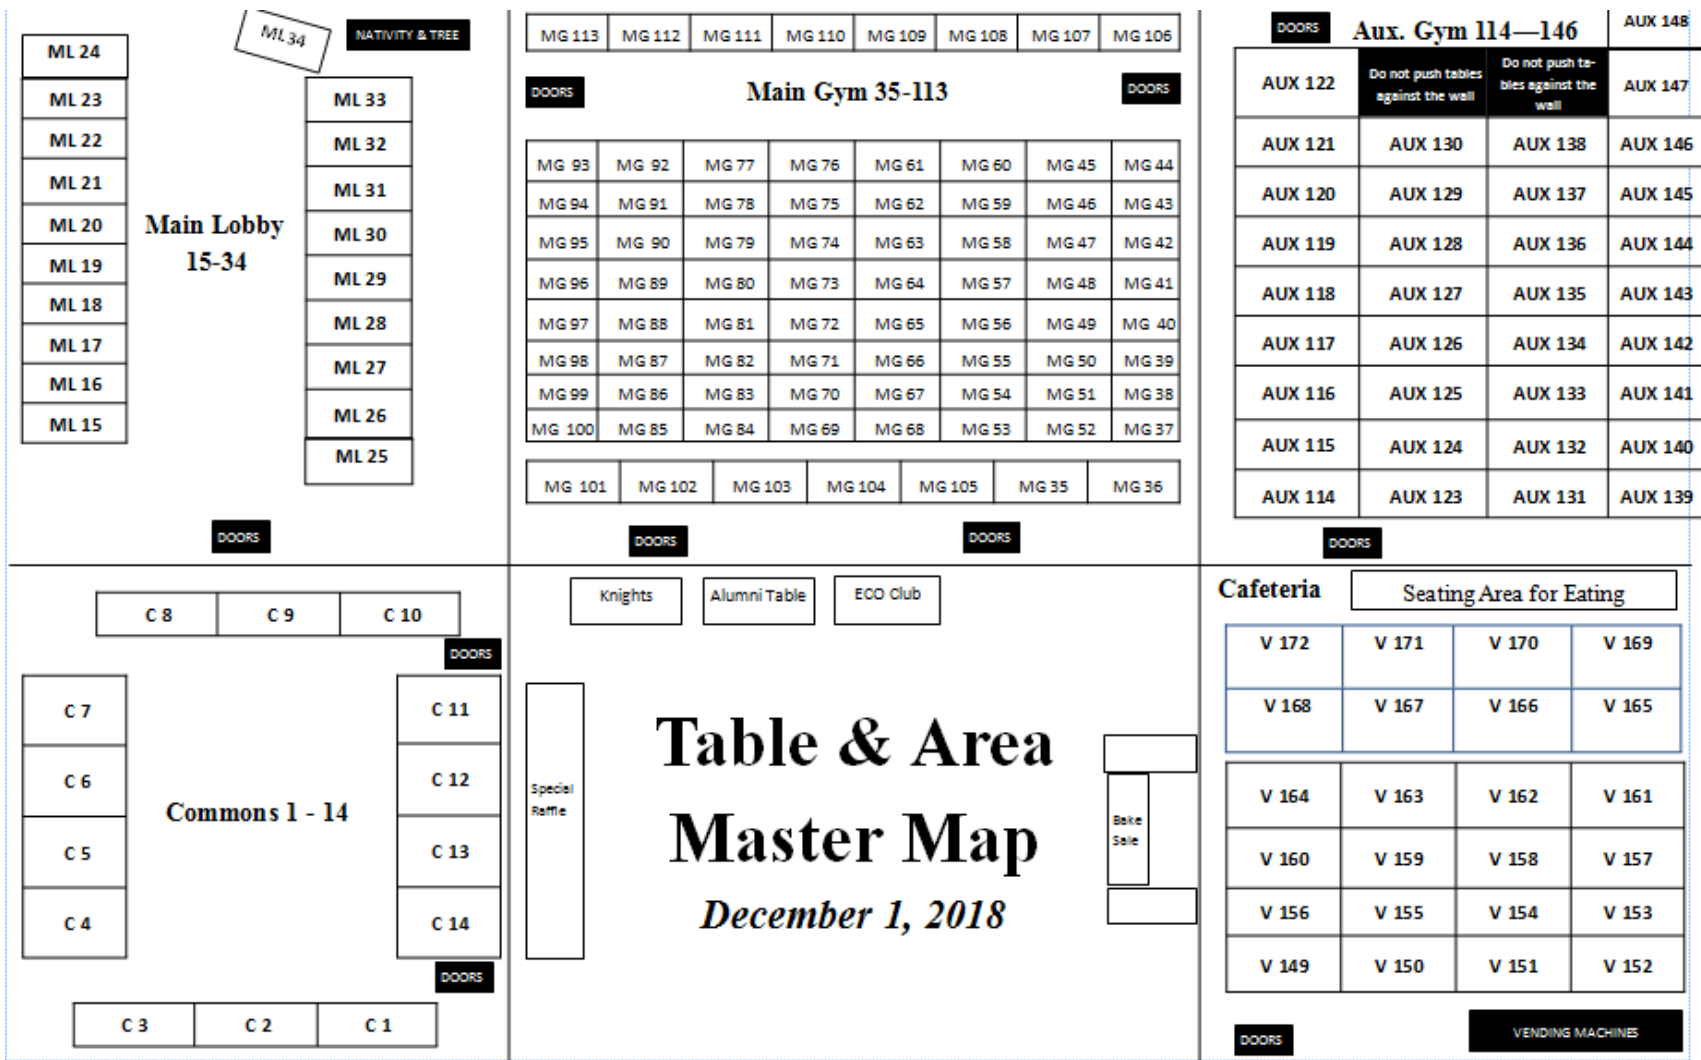 ML 24
ML 23
ML 22
ML 21
ML 20
ML 19
ML 18
ML 17
ML 16
ML 15
ML 34
NATIVITY & TREE
Main Lobby
15-34
ML 33
ML 32
ML 31
ML 30
ML 29
ML 28
ML 27
ML 26
ML 25
DOORS
MG 113 MG 112 MG 111 MG 110 MG 109 MG 108 MG 107 MG 106
DOORS Main Gym 35-113 DOORS
MG 93 MG 92 MG 77 MG 76 MG 61 MG 60 MG 45 MG 44
MG 94 MG 91 MG 78 MG 75 MG 62 MG 59 MG 46 MG 43
MG 95 MG 90 MG 79 MG 74 MG 63 MG 58 MG 47 MG 42
MG 96 MG 89 MG 80 MG 73 MG 64 MG 57 MG 48 MG 41
MG 97 MG 88 MG 81 MG 72 MG 65 MG 56 MG 49 MG 40
MG 98 MG 87 MG 82 MG 71 MG 66 MG 55 MG 50 MG 39
MG 99 MG 86 MG 83 MG 70 MG 67 MG 54 MG 51 MG 38
MG 100 MG 85 MG 84 MG 69 MG 68 MG 53 MG 52 MG 37
MG 101 MG 102 MG 103 MG 104 MG 105 MG 35 MG 36
DOORS DOORS
DOORS Aux. Gym 114—146 AUX 148
AUX 122
Do not push tables
against the wall
Do not push ta-
bles against the
wall
AUX 147
AUX 121 AUX 130 AUX 138 AUX 146
AUX 120 AUX 129 AUX 137 AUX 145
AUX 119 AUX 128 AUX 136 AUX 144
AUX 118 AUX 127 AUX 135 AUX 143
AUX 117 AUX 126 AUX 134 AUX 142
AUX 116 AUX 125 AUX 133 AUX 141
AUX 115 AUX 124 AUX 132 AUX 140
AUX 114 AUX 123 AUX 131 AUX 139
DOORS
C 8 C 9 C 10
DOORS
C 7
C 6
C 5
C 4
Commons 1 - 14
C 11
C 12
C 13
C 14
DOORS
C 3 C 2 C 1
Knights Alumni Table ECO Club
Special
Raffle
Table & Area
Master Map
December 1, 2018
Bake
Sale
Cafeteria Seating Area for Eating
V 172 V 171 V 170 V 169
V 168 V 167 V 166 V 165
V 164 V 163 V 162 V 161
V 160 V 159 V 158 V 157
V 156 V 155 V 154 V 153
V 149 V 150 V 151 V 152
DOORS VENDING MACHINES